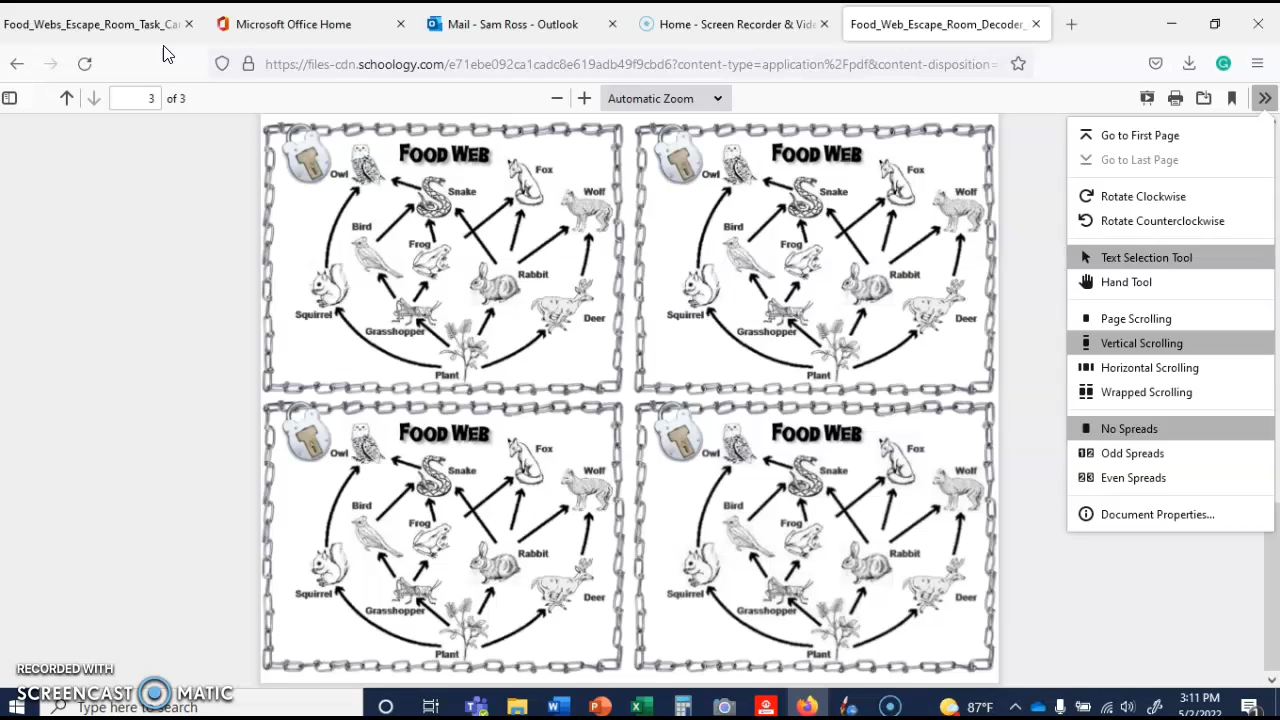 Food_Webs_Escape_Room_Task_Ca
Microsoft Office Home
Mail - Sam Ross - Outlook
Home - Screen Recorder & Vide
Food_Web_Escape_Room_Decoder_
https://files-cdn.schoology.com/e71ebe092cd1cadc8e619adb49f9cbd6?content-type=application%2Fpdf&content-disposition=
3 of 3
Automatic Zoom
Go to First Page
Go to Last Page
Rotate Clockwise
Rotate Counterclockwise
Text Selection Tool
Hand Tool
Page Scrolling
Vertical Scrolling
Horizontal Scrolling
Wrapped Scrolling
No Spreads
Odd Spreads
Even Spreads
Document Properties...
FOOD WEB
Owl
Snake
Fox
Wolf
Bird
Frog
Rabbit
Squirrel
Grasshopper
Deer
Plant
FOOD WEB
Owl
Snake
Fox
Wolf
Bird
Frog
Rabbit
Squirrel
Grasshopper
Deer
Plant
FOOD WEB
Owl
Snake
Fox
Wolf
Bird
Frog
Rabbit
Squirrel
Grasshopper
Deer
Plant
FOOD WEB
Owl
Snake
Fox
Wolf
Bird
Frog
Rabbit
Squirrel
Grasshopper
Deer
Plant
RECORDED WITH
SCREENCAST MATIC
Type here to search
87°F
3:11 PM
5/2/2022